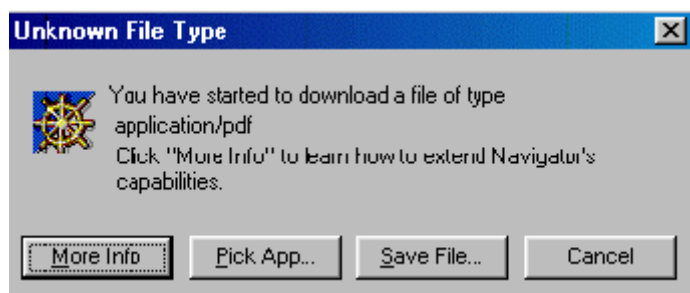 Unknown File Type
You have started to download a file of type
application/pdf
Click "More Info" to learn how to extend Navigator's
capabilities.
More Info Pick App... Save File... Cancel